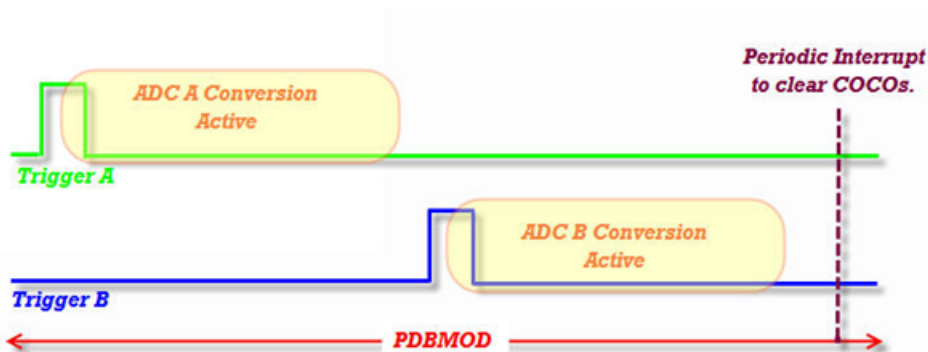 Periodic Interrupt
to clear COCOs.
ADC A Conversion
Active
Trigger A
ADC B Conversion
Active
Trigger B
PDBMOD